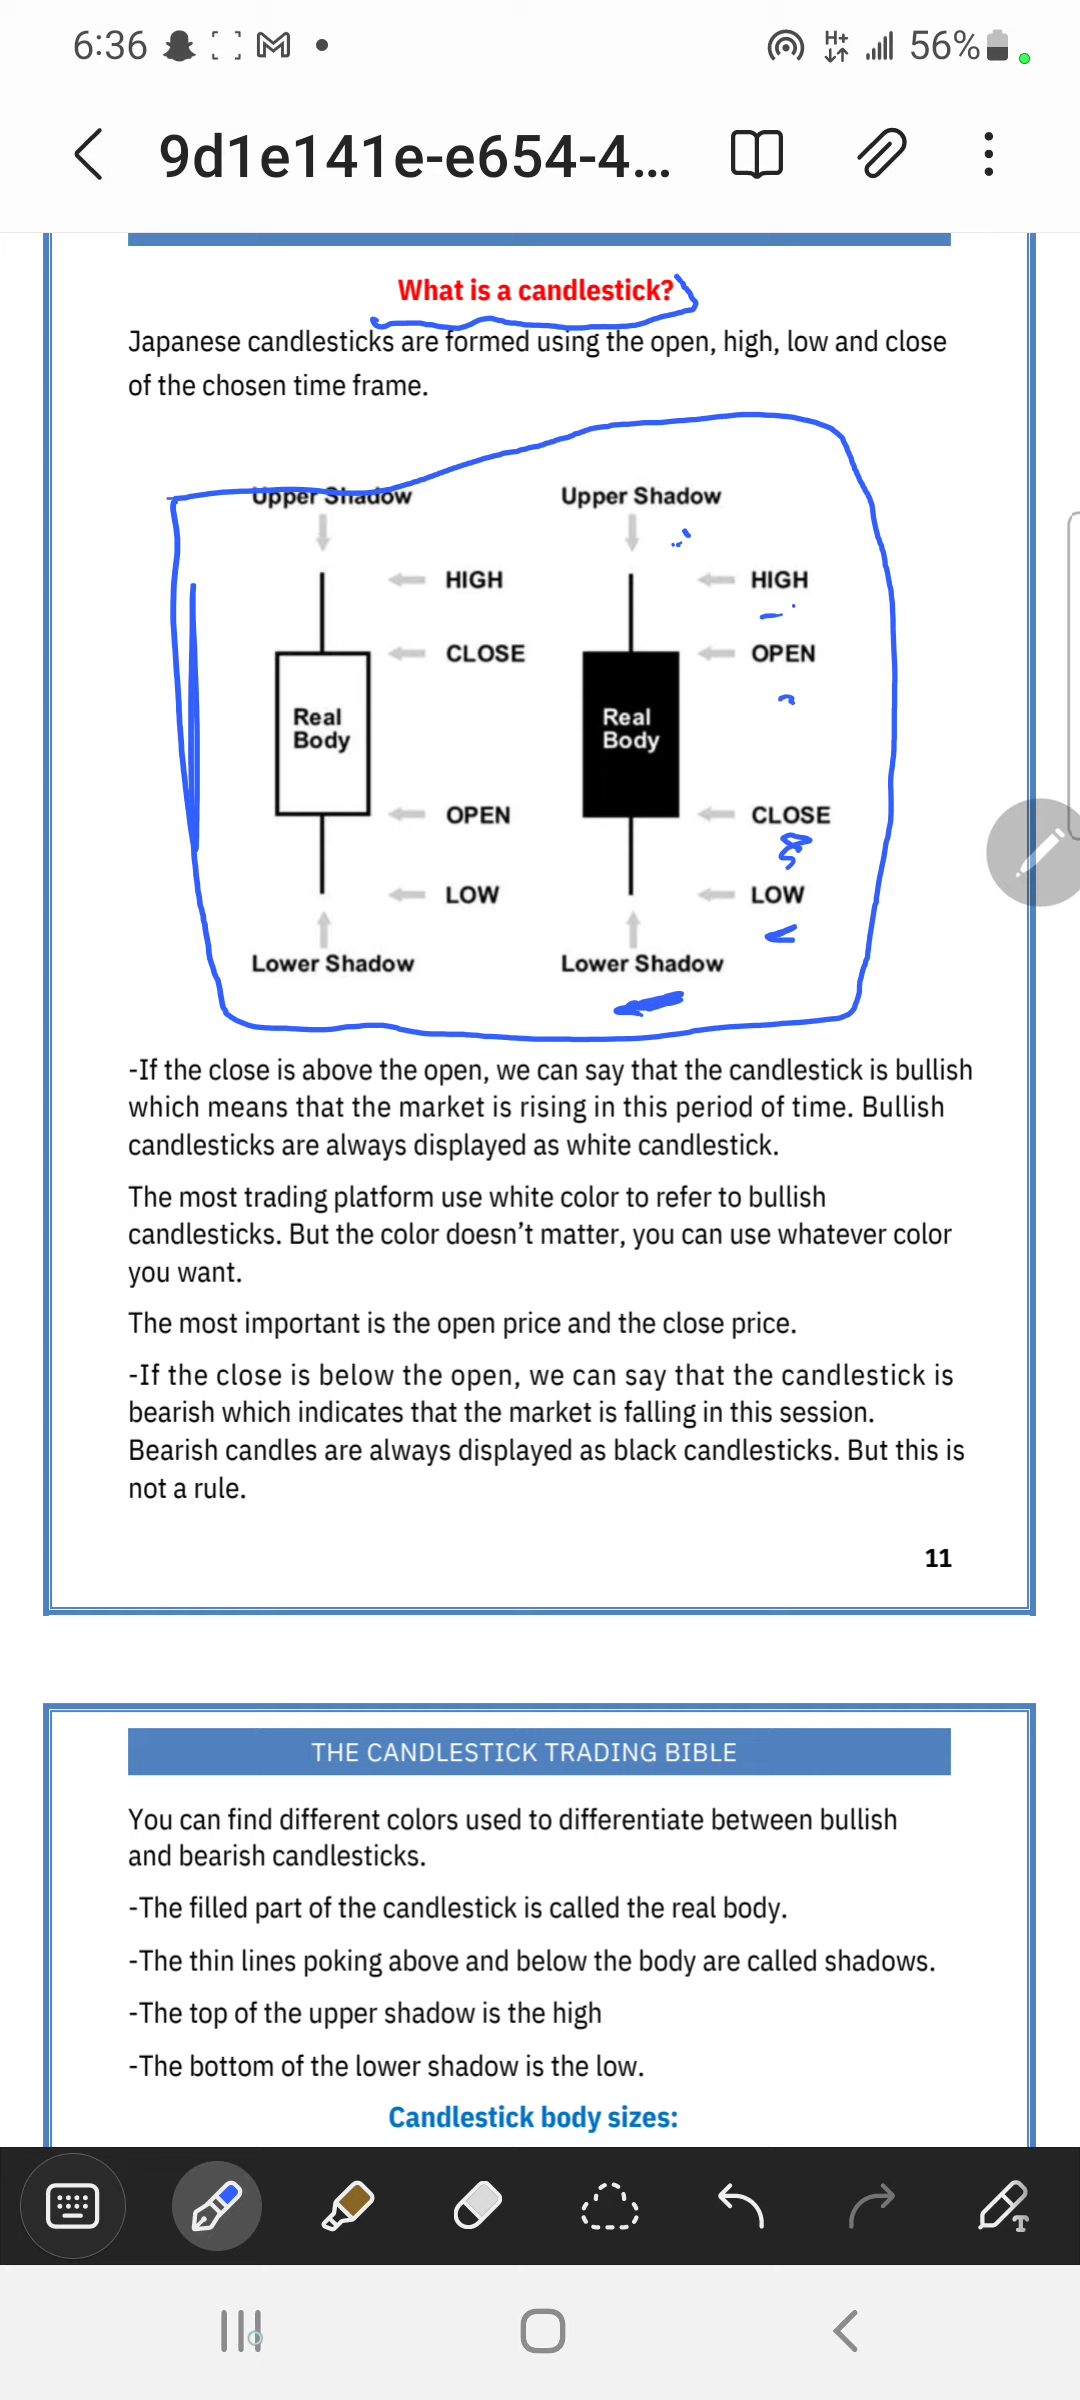 6:36
H+
56%
9d1e141e-e654-4...
What is a candlestick?
Japanese candlesticks are formed using the open, high, low and close
of the chosen time frame.
Upper Shadow Upper Shadow
HIGH HIGH
CLOSE OPEN
Real Body Real Body
OPEN CLOSE
LOW LOW
Lower Shadow Lower Shadow
-If the close is above the open, we can say that the candlestick is bullish
which means that the market is rising in this period of time. Bullish
candlesticks are always displayed as white candlestick.
The most trading platform use white color to refer to bullish
candlesticks. But the color doesn’t matter, you can use whatever color
you want.
The most important is the open price and the close price.
-If the close is below the open, we can say that the candlestick is
bearish which indicates that the market is falling in this session.
Bearish candles are always displayed as black candlesticks. But this is
not a rule.
11
THE CANDLESTICK TRADING BIBLE
You can find different colors used to differentiate between bullish
and bearish candlesticks.
-The filled part of the candlestick is called the real body.
-The thin lines poking above and below the body are called shadows.
-The top of the upper shadow is the high
-The bottom of the lower shadow is the low.
Candlestick body sizes:
T